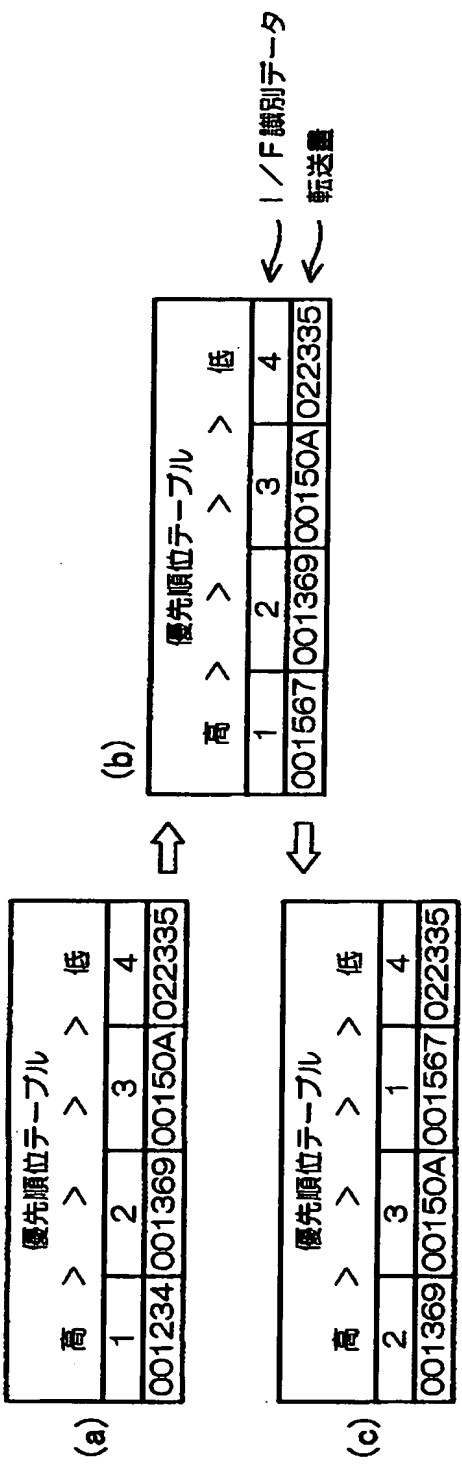 (a)
優先順位テーブル
高 > > > > 低
1 2 3 4
001234 001369 00150A 022335
(b)
優先順位テーブル
高 > > > > 低
1 2 3 4
001567 001369 00150A 022335
I/F識別データ
転送量
(c)
優先順位テーブル
高 > > > > 低
2 3 1 4
001369 00150A 001567 022335